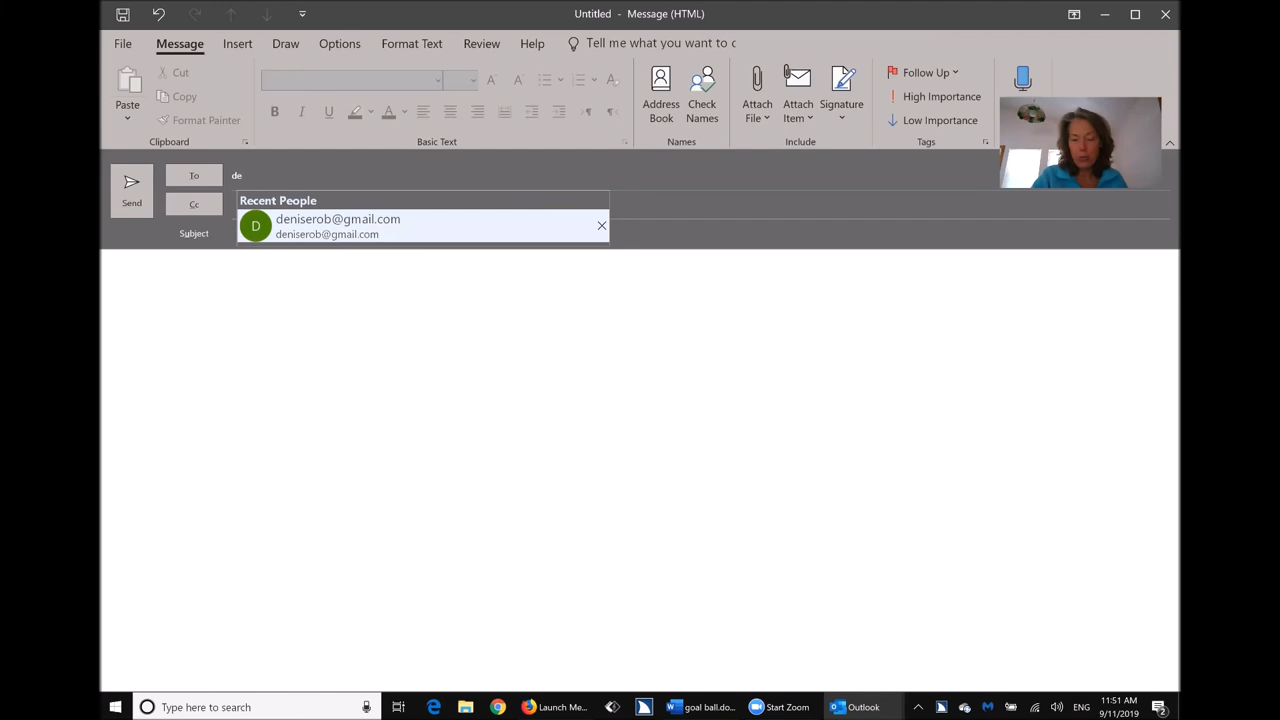 Untitled - Message (HTML)
File Message Insert Draw Options Format Text Review Help Tell me what you want to c
Paste
Cut
Copy
Format Painter
Clipboard
B I U A
Basic Text
Address Book
Check Names
Names
Attach File
Attach Item
Signature
Include
Follow Up
High Importance
Low Importance
Tags
Send
To de
Cc
Subject
Recent People
D
deniserob@gmail.com
deniserob@gmail.com
Type here to search
Launch Me...
goal ball.do...
Start Zoom
Outlook
ENG
11:51 AM
9/11/2019
2